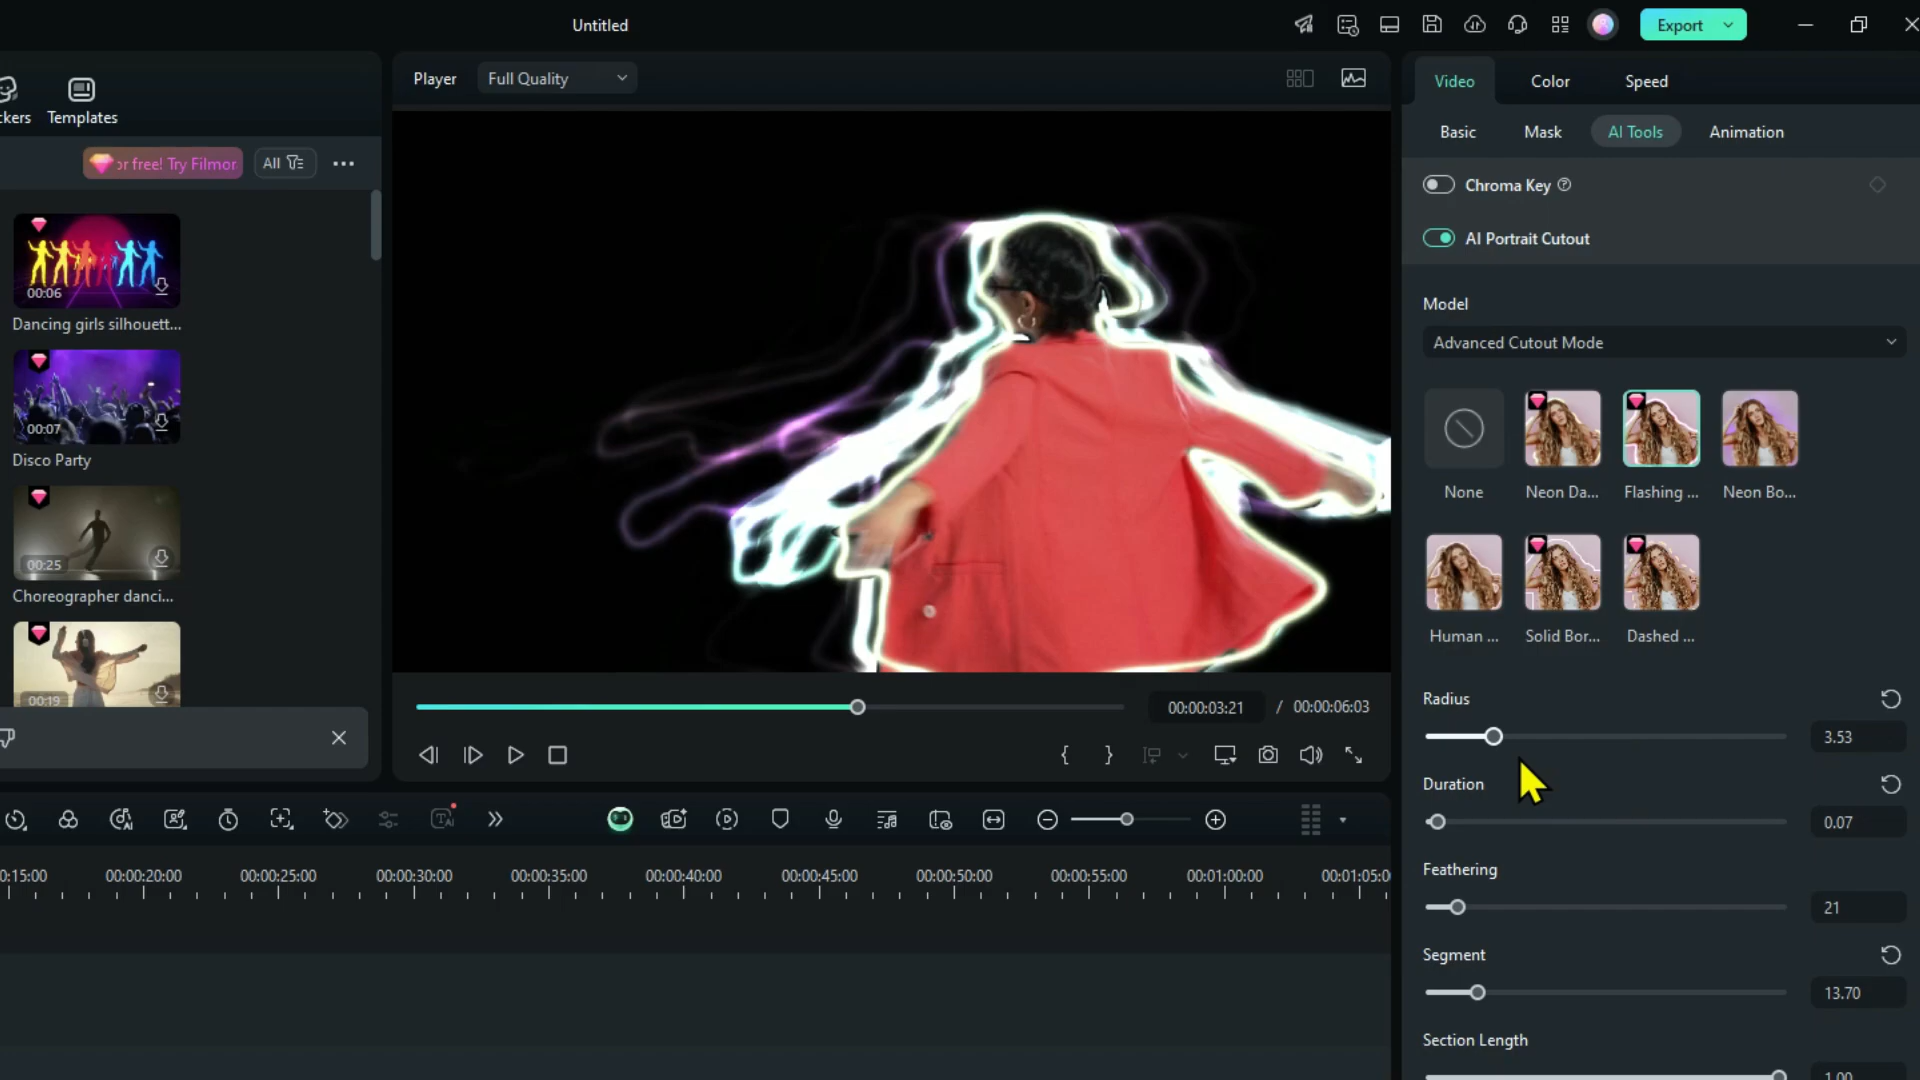 Untitled
Export
ckers
Templates
or free! Try Filmor
All
00:06
Dancing girls silhouett...
00:07
Disco Party
00:25
Choreographer danci...
00:19
Player
Full Quality
00:00:03:21 / 00:00:06:03
{ }
Video
Color
Speed
Basic
Mask
AI Tools
Animation
Chroma Key
AI Portrait Cutout
Model
Advanced Cutout Mode
None
Neon Da...
Flashing ...
Neon Bo...
Human ...
Solid Bor...
Dashed ...
Radius
3.53
Duration
0.07
Feathering
21
Segment
13.70
Section Length
1.00
0:15:00
00:00:20:00
00:00:25:00
00:00:30:00
00:00:35:00
00:00:40:00
00:00:45:00
00:00:50:00
00:00:55:00
00:01:00:00
00:01:05:0